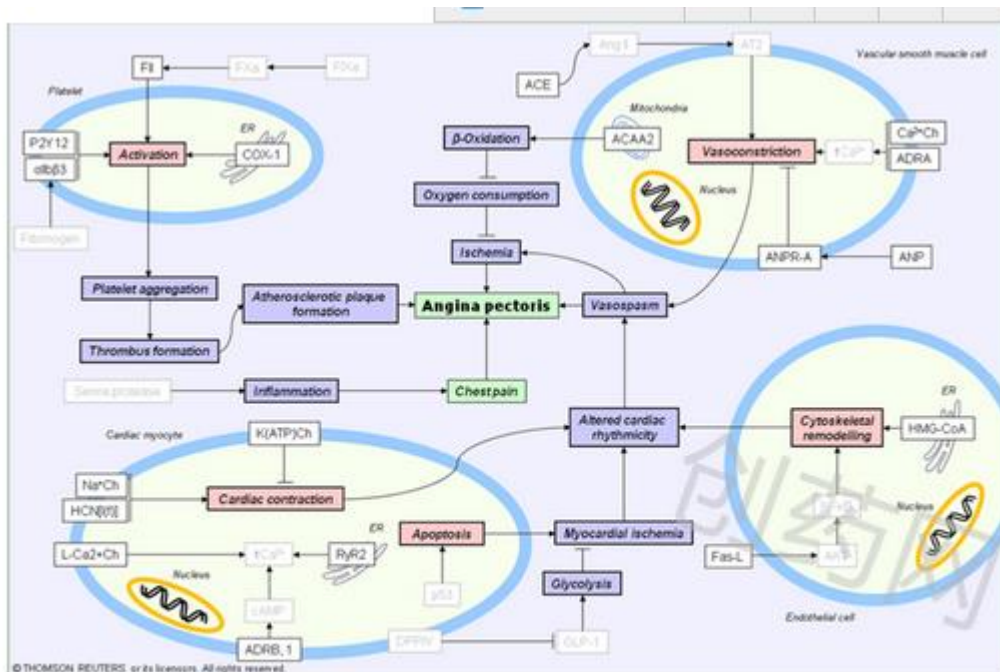 FII
FXa
FIXa
Platelet
ER
P2Y12
αIIbβ3
Activation
COX-1
Fibrinogen
Platelet aggregation
Thrombus formation
Atherosclerotic plaque
formation
Serine protease
Inflammation
Chest pain
Angina pectoris
Ischemia
Oxygen consumption
β-Oxidation
Vasospasm
Ang II
AT2
ACE
Vascular smooth muscle cell
Mitochondria
ACAA2
Vasoconstriction
Ca²⁺Ch
ADRA
Nucleus
ANPR-A
ANP
Altered cardiac
rhythmicity
Cytoskeletal
remodelling
ER
HMG-CoA
Nucleus
Fas-L
Endothelial cell
Cardiac myocyte
K(ATP)Ch
Na⁺Ch
HCN[I(f)]
Cardiac contraction
ER
L-Ca2+Ch
RyR2
Nucleus
cAMP
ADRB,1
Apoptosis
p53
Myocardial ischemia
Glycolysis
DPPIV
GLP-1
创药网
© THOMSON REUTERS, or its licensors. All rights reserved.